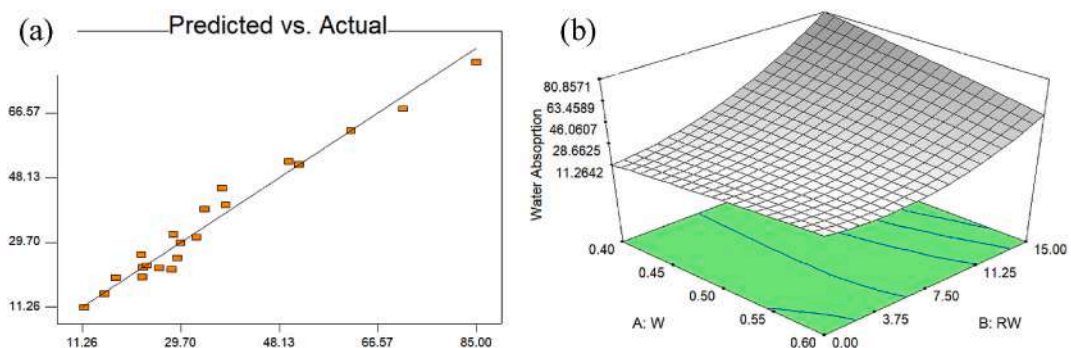 (a)
Predicted vs. Actual
66.57
48.13
29.70
11.26
11.26 29.70 48.13 66.57 85.00
(b)
80.8571
63.4589
46.0607
28.6625
11.2642
Water Absoprtion
0.40
0.45
0.50
0.55
0.60
A: W
15.00
11.25
7.50
3.75
0.00
B: RW